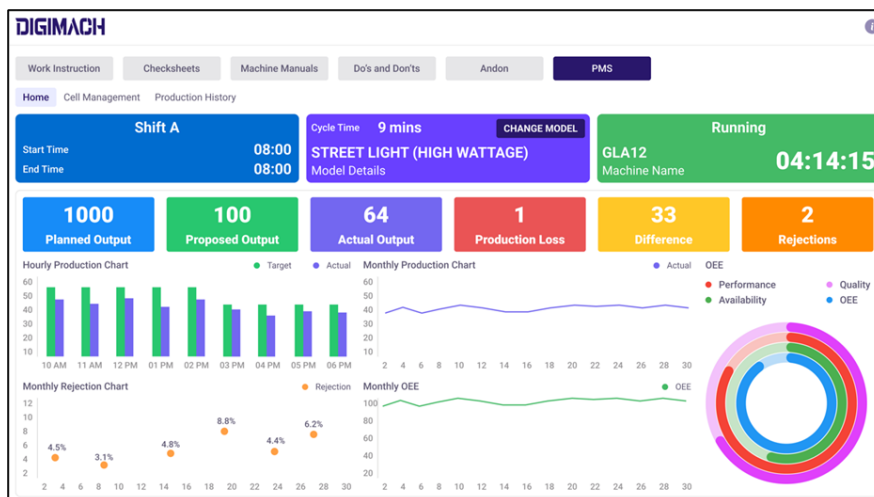 DIGIMACH
i
Work Instruction
Checksheets
Machine Manuals
Do's and Don'ts
Andon
PMS
Home
Cell Management
Production History
Shift A
Start Time 08:00
End Time 08:00
Cycle Time 9 mins
CHANGE MODEL
STREET LIGHT (HIGH WATTAGE)
Model Details
Running
GLA12
Machine Name
04:14:15
1000
Planned Output
100
Proposed Output
64
Actual Output
1
Production Loss
33
Difference
2
Rejections
Hourly Production Chart
Target
Actual
60
50
40
30
20
10
10 AM 11 AM 12 PM 01 PM 02 PM 03 PM 04 PM 05 PM 06 PM
Monthly Production Chart
Actual
60
50
40
30
20
10
2 4 6 8 10 12 14 16 18 20 22 24 26 28 30
OEE
Performance
Quality
Availability
OEE
Monthly Rejection Chart
Rejection
12
10
8
6
4
2
4.5%
3.1%
4.8%
8.8%
4.4%
6.2%
2 4 6 8 10 12 14 16 18 20 22 24 26 28 30
Monthly OEE
OEE
100
80
60
40
20
2 4 6 8 10 12 14 16 18 20 22 24 26 28 30